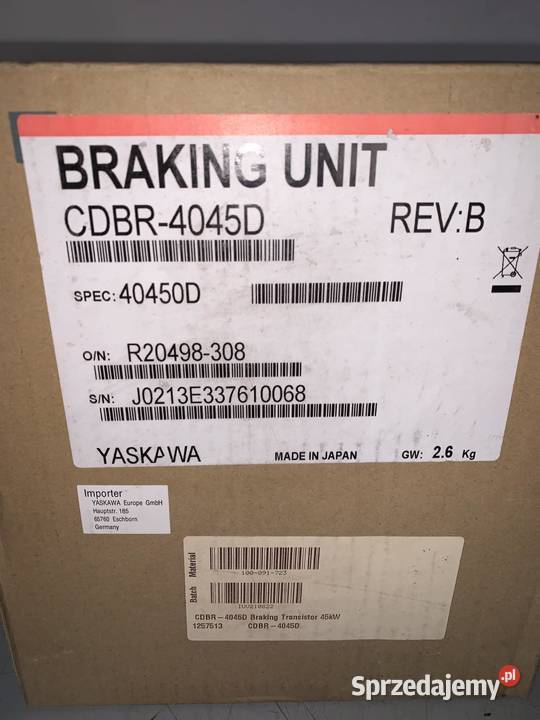 BRAKING UNIT
CDBR-4045D REV:B
SPEC: 40450D
O/N: R20498-308
S/N: J0213E337610068
YASKAWA MADE IN JAPAN GW: 2.6 Kg
Importer
YASKAWA Europe GmbH
Hauptstr. 185
65760 Eschborn
Germany
Material
100-091-723
Batch
CDBR-4045D Braking Transistor 45kW
1257513 CDBR-4045D
Sprzedajemy.pl